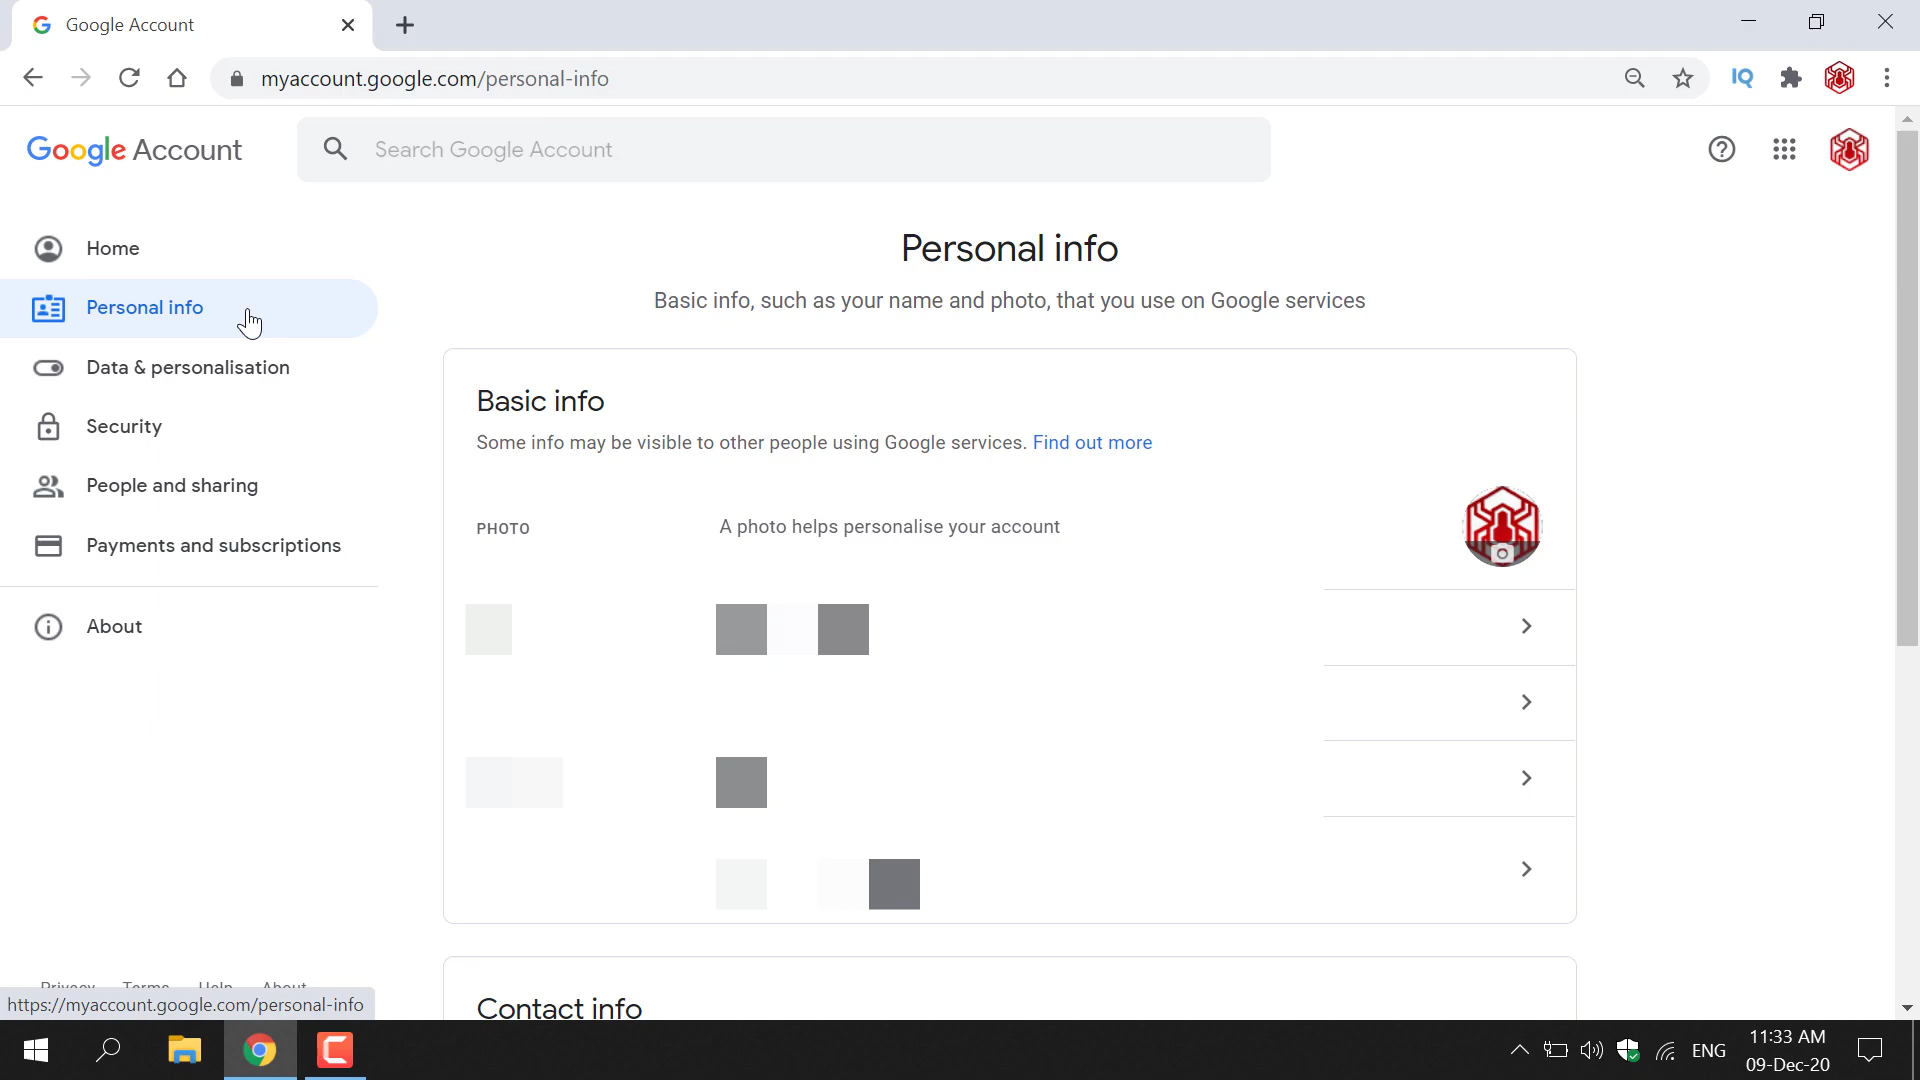 Google Account
myaccount.google.com/personal-info
IQ
Google Account
Search Google Account
Home
Personal info
Data & personalisation
Security
People and sharing
Payments and subscriptions
About
Personal info
Basic info, such as your name and photo, that you use on Google services
Basic info
Some info may be visible to other people using Google services. Find out more
PHOTO
A photo helps personalise your account
Contact info
Privacy Terms Help About
https://myaccount.google.com/personal-info
ENG
11:33 AM
09-Dec-20